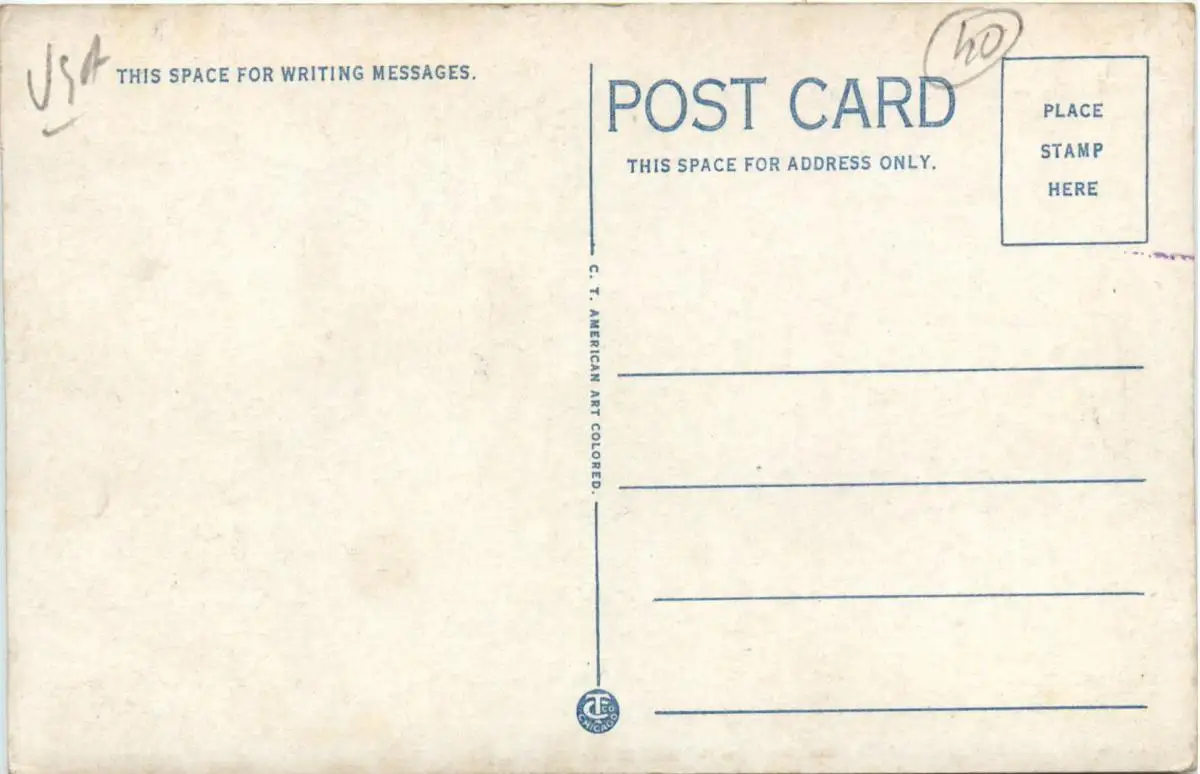 USA
THIS SPACE FOR WRITING MESSAGES.
40
POST CARD
THIS SPACE FOR ADDRESS ONLY.
PLACE
STAMP
HERE
C. T. AMERICAN ART COLORED.
CT CO
CHICAGO